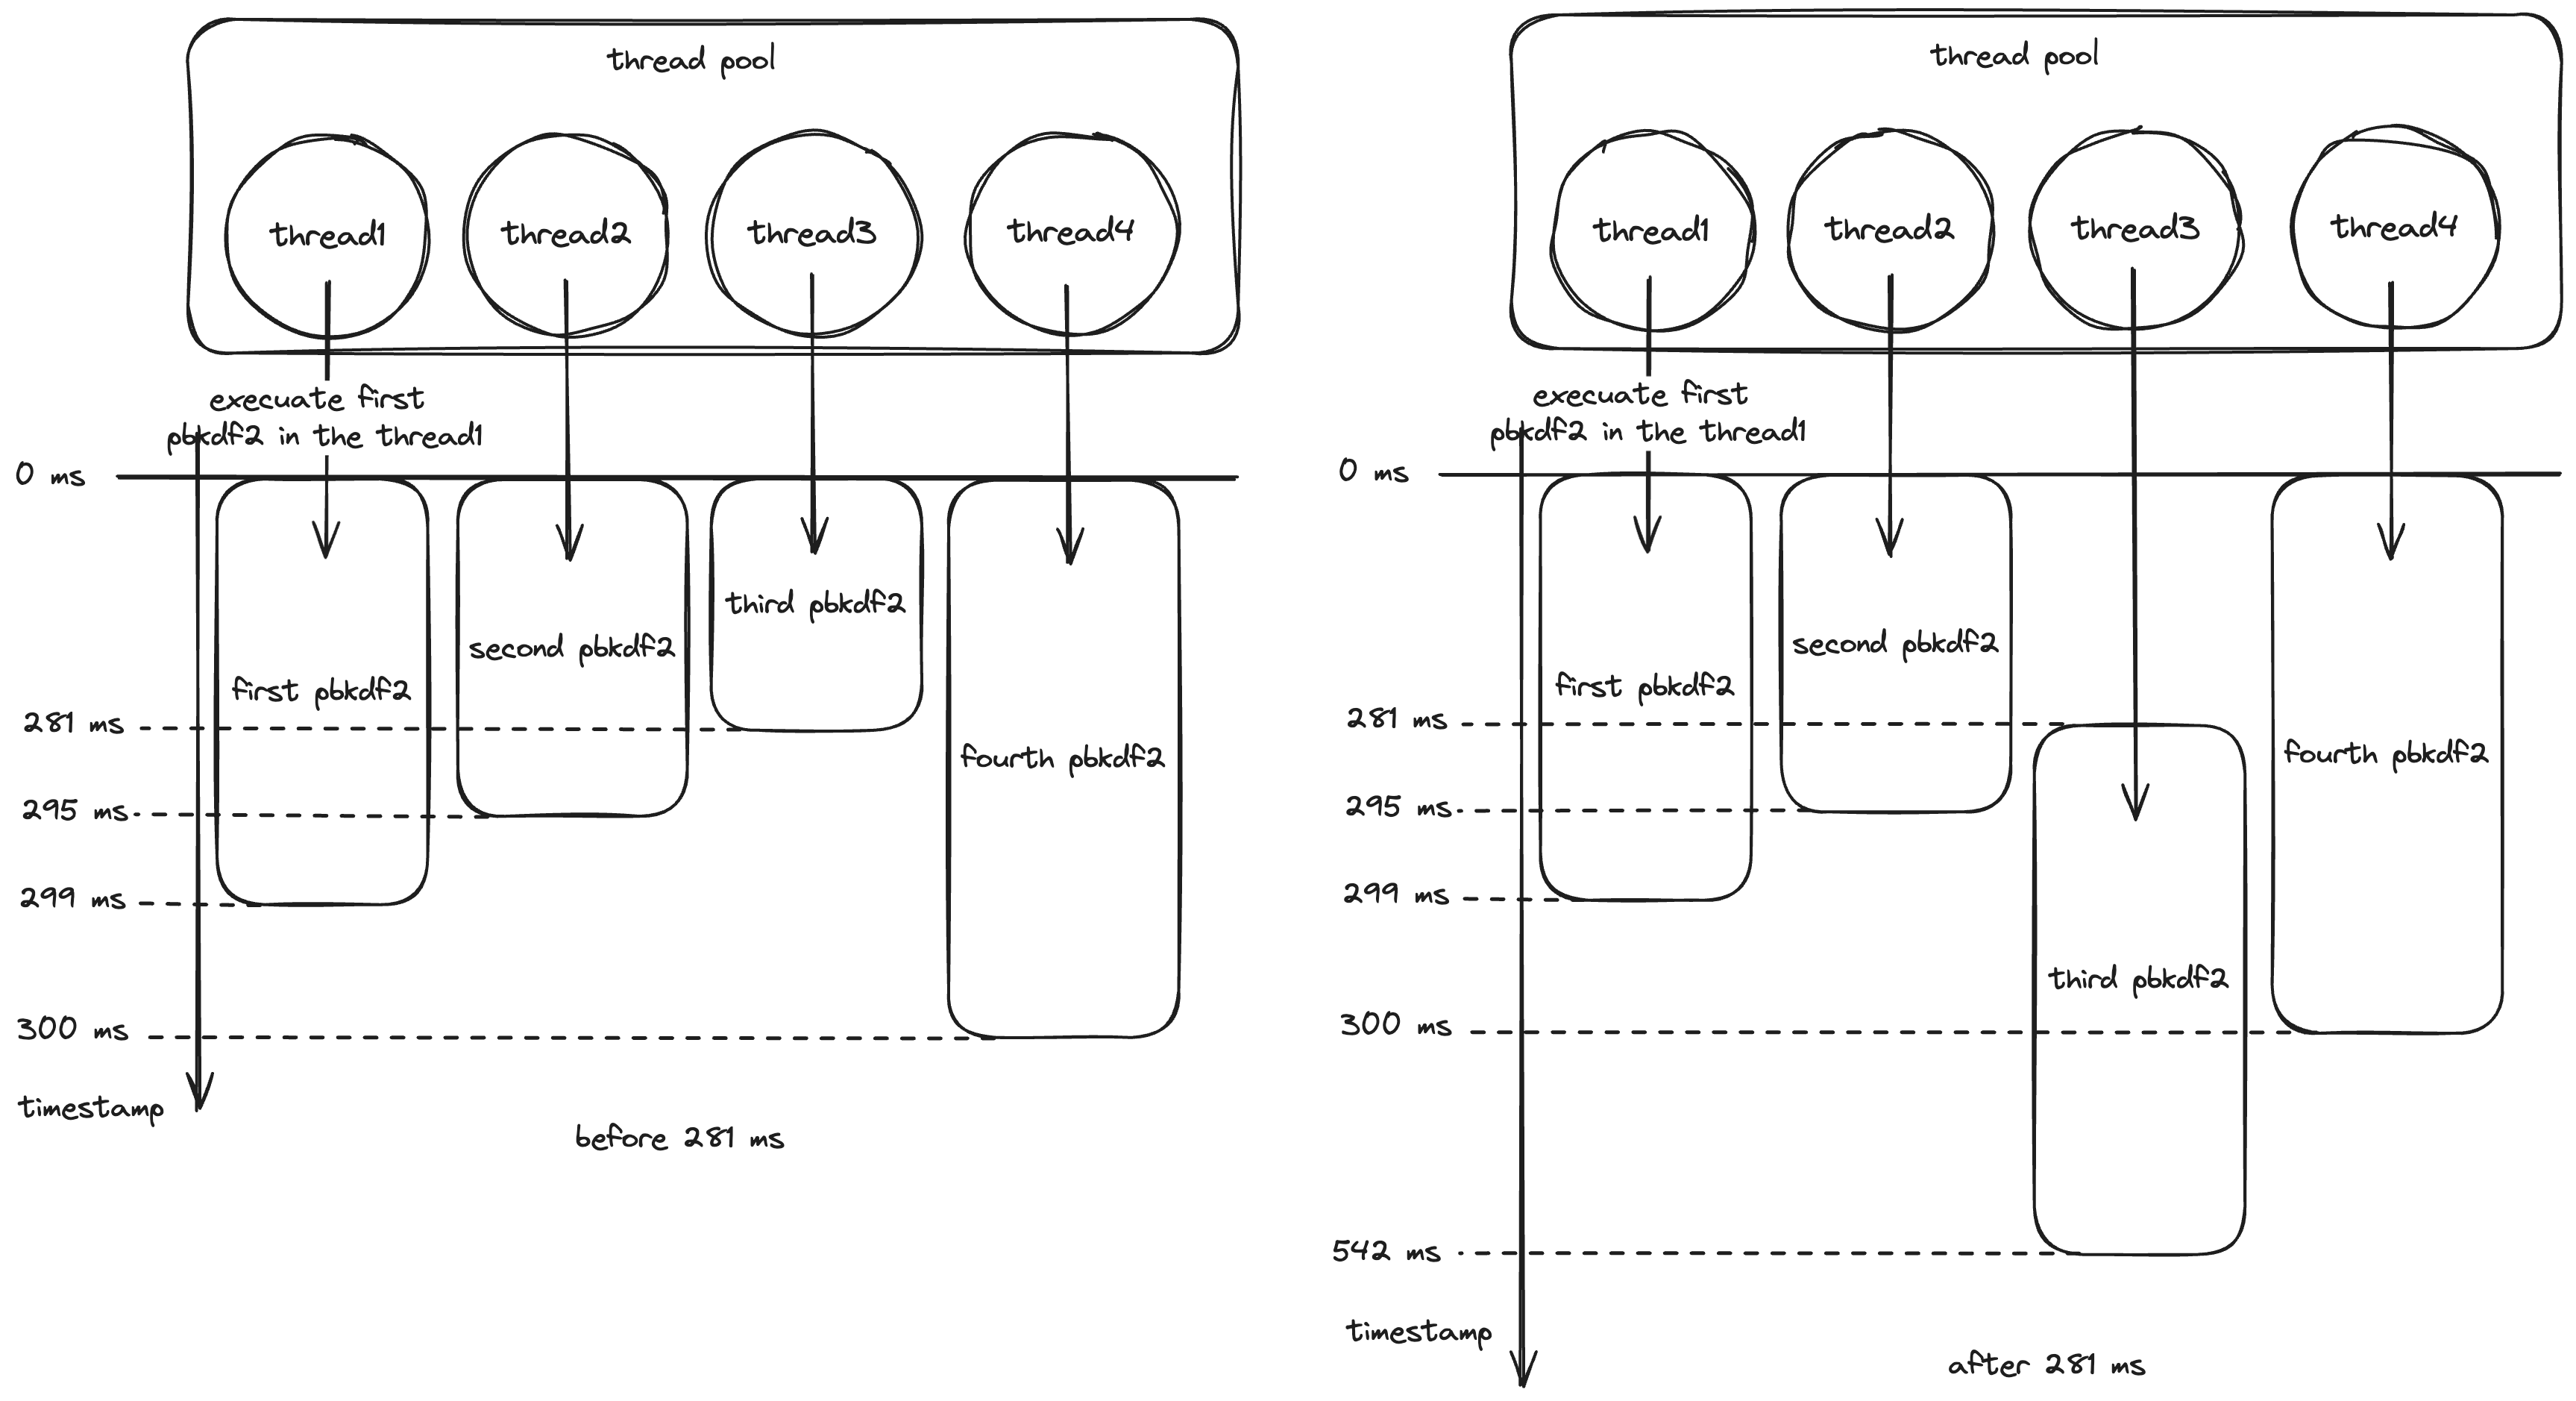 thread pool
thread1
thread2
thread3
thread4
execuate first
pbkdf2 in the thread1
0 ms
third pbkdf2
second pbkdf2
first pbkdf2
281 ms
fourth pbkdf2
295 ms
299 ms
300 ms
timestamp
before 281 ms
thread pool
thread1
thread2
thread3
thread4
execuate first
pbkdf2 in the thread1
0 ms
second pbkdf2
first pbkdf2
281 ms
fourth pbkdf2
295 ms
299 ms
third pbkdf2
300 ms
542 ms
timestamp
after 281 ms